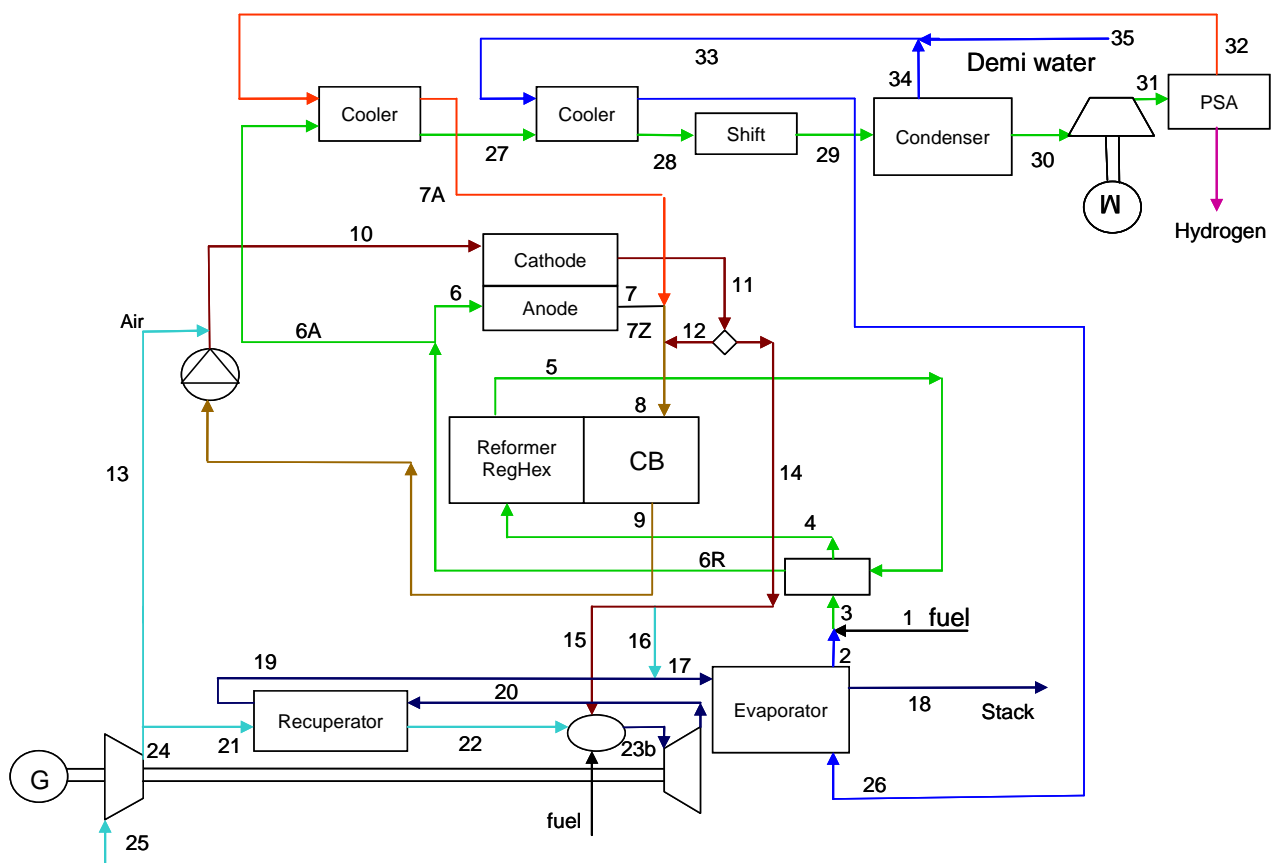 32
33
35
34
Demi water
31
PSA
Cooler
Cooler
Shift
Condenser
27
28
29
30
7A
M
Hydrogen
10
Cathode
11
6
7
Anode
Air
6A
7Z
12
5
8
Reformer
RegHex
CB
13
14
9
4
6R
3
1
fuel
15
16
2
19
17
20
Evaporator
18
Recuperator
Stack
21
22
24
23b
G
26
fuel
25